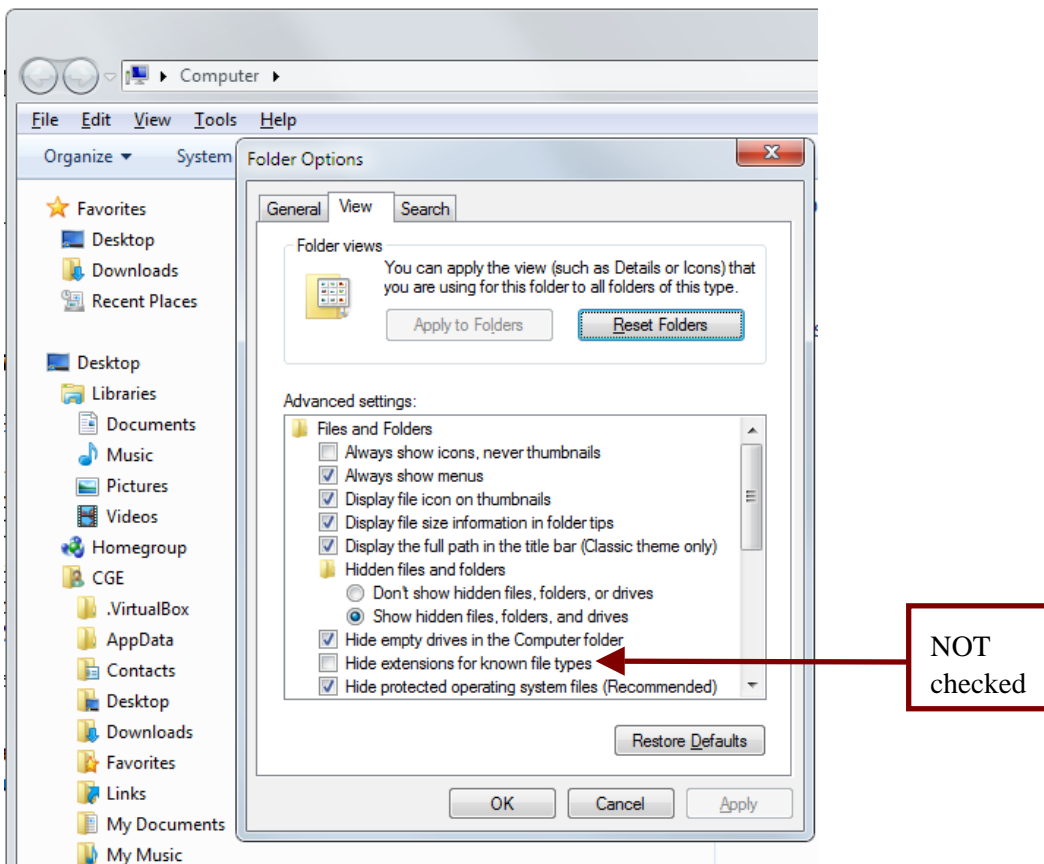 Computer
File Edit View Tools Help
Organize System
Favorites
Desktop
Downloads
Recent Places
Desktop
Libraries
Documents
Music
Pictures
Videos
Homegroup
CGE
.VirtualBox
AppData
Contacts
Desktop
Downloads
Favorites
Links
My Documents
My Music
Folder Options
General View Search
Folder views
You can apply the view (such as Details or Icons) that
you are using for this folder to all folders of this type.
Apply to Folders Reset Folders
Advanced settings:
Files and Folders
Always show icons, never thumbnails
Always show menus
Display file icon on thumbnails
Display file size information in folder tips
Display the full path in the title bar (Classic theme only)
Hidden files and folders
Don't show hidden files, folders, or drives
Show hidden files, folders, and drives
Hide empty drives in the Computer folder
Hide extensions for known file types
Hide protected operating system files (Recommended)
Restore Defaults
OK Cancel Apply
NOT
checked